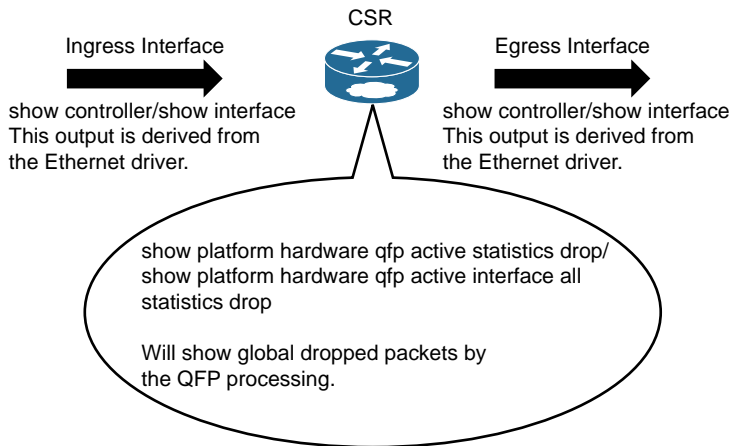 CSR
Ingress Interface
show controller/show interface
This output is derived from
the Ethernet driver.
Egress Interface
show controller/show interface
This output is derived from
the Ethernet driver.
show platform hardware qfp active statistics drop/
show platform hardware qfp active interface all
statistics drop
Will show global dropped packets by
the QFP processing.